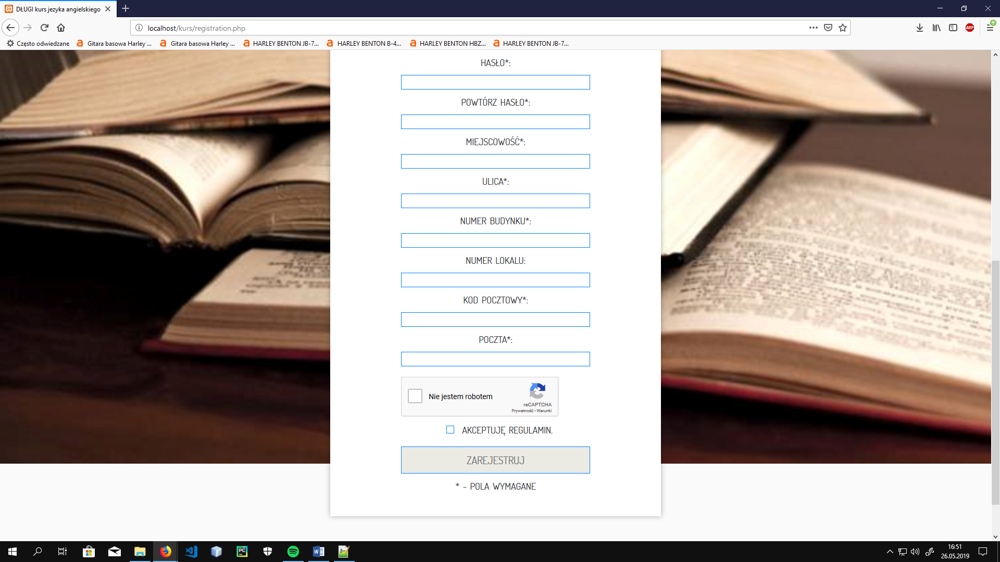 DŁUGI kurs jezyka angielskiego
localhost/kurs/registration.php
ABP
Często odwiedzane
Gitara basowa Harley ...
Gitara basowa Harley ...
HARLEY BENTON JB-7...
HARLEY BENTON B-4...
HARLEY BENTON HBZ...
HARLEY BENTON JB-7...
HASŁO*:
POWTÓRZ HASŁO*:
MIEJSCOWOŚĆ*:
ULICA*:
NUMER BUDYNKU*:
NUMER LOKALU:
KOD POCZTOWY*:
POCZTA*:
Nie jestem robotem
reCAPTCHA
Prywatność - Warunki
AKCEPTUJĘ REGULAMIN.
ZAREJESTRUJ
* - POLA WYMAGANE
PC
16:51
26.05.2019